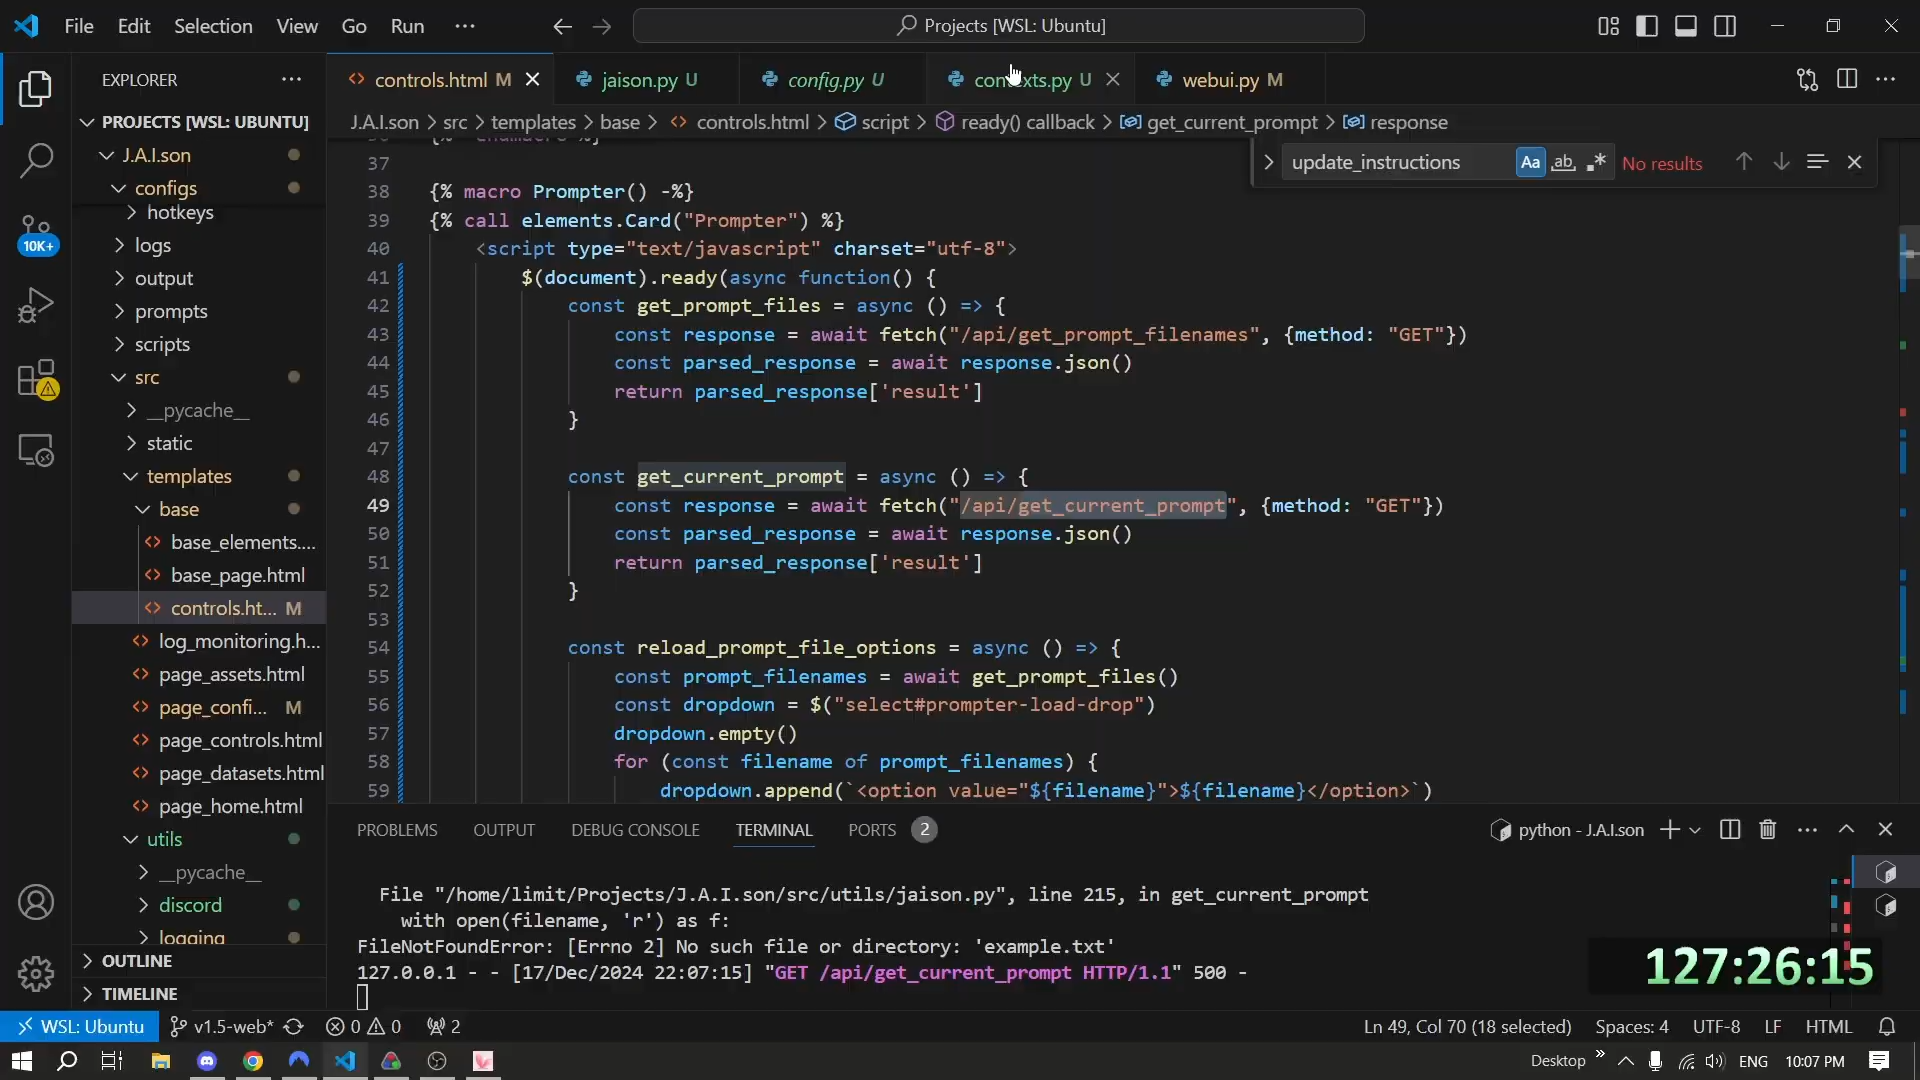 File Edit Selection View Go Run ···
Projects [WSL: Ubuntu]
EXPLORER ···
controls.html M
jaison.py U
config.py U
contexts.py U
webui.py M
PROJECTS [WSL: UBUNTU]
J.A.I.son > src > templates > base > controls.html > script > ready() callback > get_current_prompt > response
update_instructions
Aa
ab
.*
No results
J.A.I.son
configs
hotkeys
logs
output
prompts
scripts
src
__pycache__
static
templates
base
base_elements....
base_page.html
controls.ht... M
log_monitoring.h...
page_assets.html
page_confi... M
page_controls.html
page_datasets.html
page_home.html
utils
__pycache__
discord
logging
OUTLINE
TIMELINE
10K+
37
38 {% macro Prompter() -%}
39 {% call elements.Card("Prompter") %}
40 <script type="text/javascript" charset="utf-8">
41 $(document).ready(async function() {
42 const get_prompt_files = async () => {
43 const response = await fetch("/api/get_prompt_filenames", {method: "GET"})
44 const parsed_response = await response.json()
45 return parsed_response['result']
46 }
47
48 const get_current_prompt = async () => {
49 const response = await fetch("/api/get_current_prompt", {method: "GET"})
50 const parsed_response = await response.json()
51 return parsed_response['result']
52 }
53
54 const reload_prompt_file_options = async () => {
55 const prompt_filenames = await get_prompt_files()
56 const dropdown = $("select#prompter-load-drop")
57 dropdown.empty()
58 for (const filename of prompt_filenames) {
59 dropdown.append(`<option value="${filename}">${filename}</option>`)
PROBLEMS OUTPUT DEBUG CONSOLE TERMINAL PORTS 2
python - J.A.I.son
File "/home/limit/Projects/J.A.I.son/src/utils/jaison.py", line 215, in get_current_prompt
with open(filename, 'r') as f:
FileNotFoundError: [Errno 2] No such file or directory: 'example.txt'
127.0.0.1 - - [17/Dec/2024 22:07:15] "GET /api/get_current_prompt HTTP/1.1" 500 -
127:26:15
WSL: Ubuntu v1.5-web* 0 0 2
Ln 49, Col 70 (18 selected) Spaces: 4 UTF-8 LF HTML
Desktop » ENG 10:07 PM